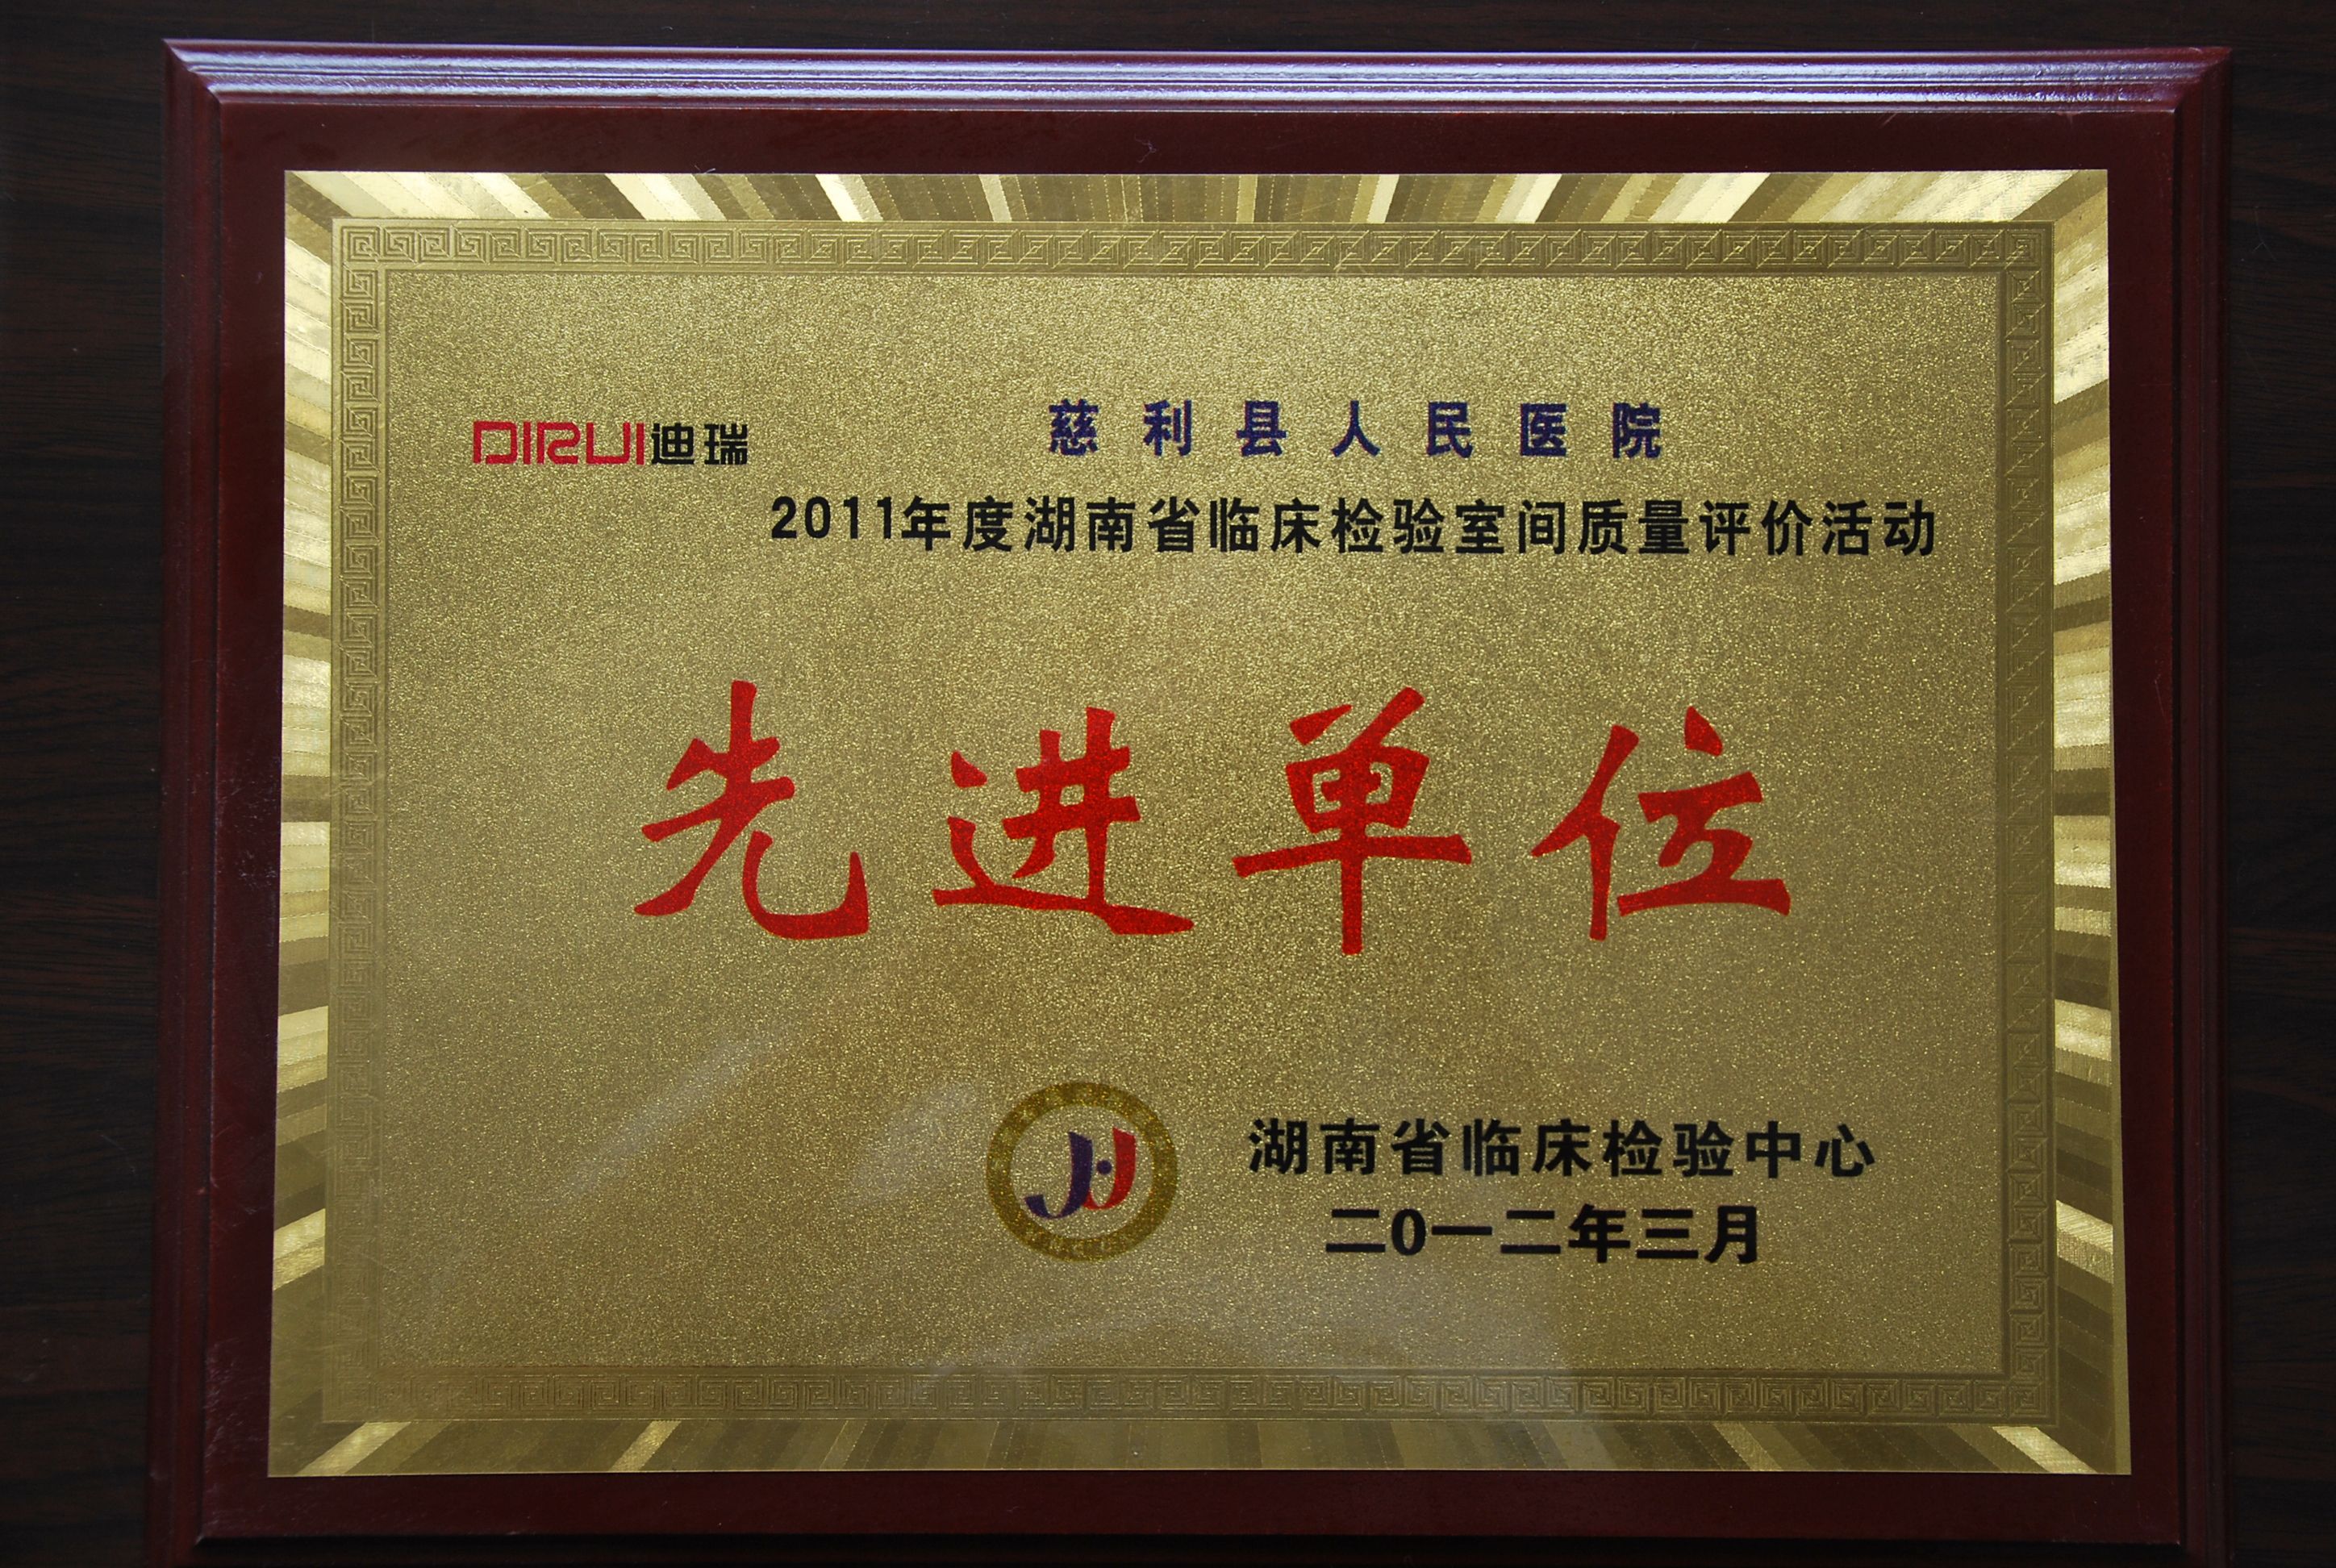 DIRUI迪瑞
慈利县人民医院
2011年度湖南省临床检验室间质量评价活动
先进单位
湖南省临床检验中心
二0一二年三月